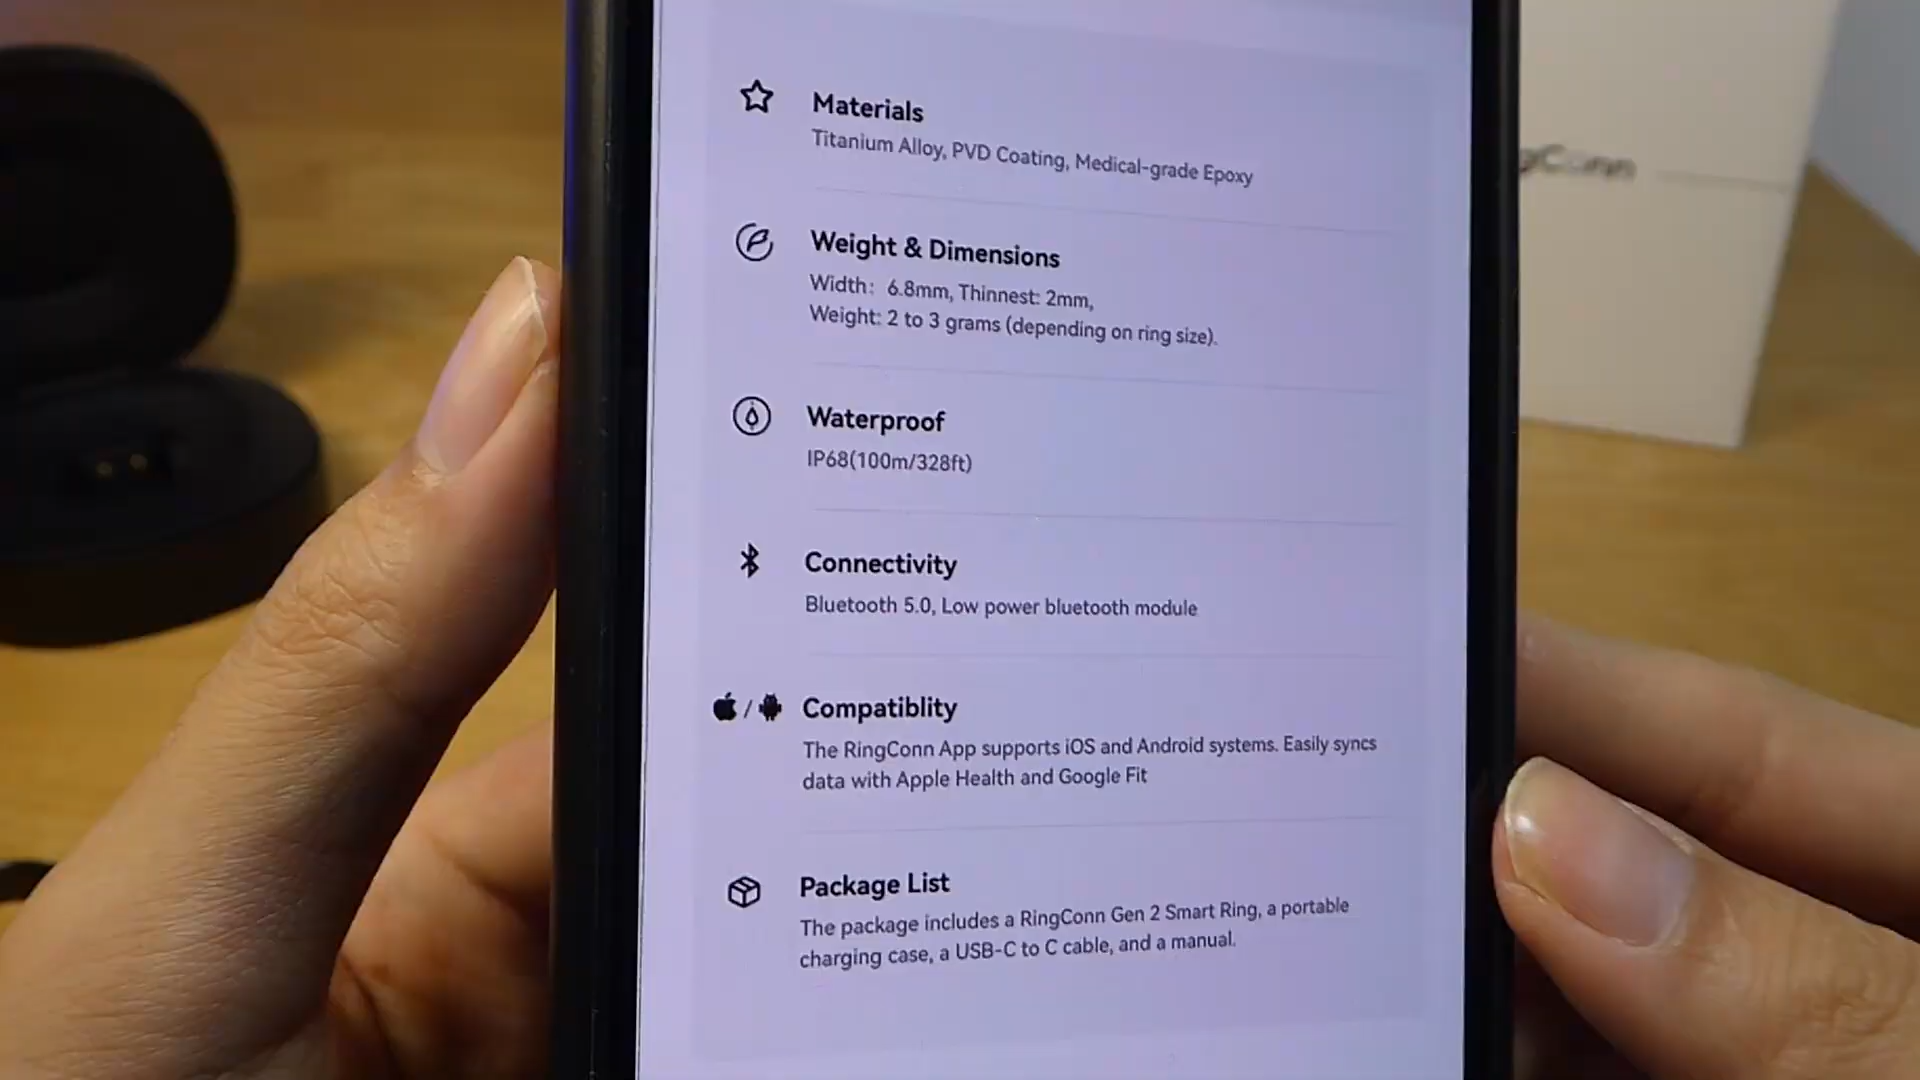 Materials
Titanium Alloy, PVD Coating, Medical-grade Epoxy
Weight & Dimensions
Width: 6.8mm, Thinnest: 2mm,
Weight: 2 to 3 grams (depending on ring size).
Waterproof
IP68(100m/328ft)
Connectivity
Bluetooth 5.0, Low power bluetooth module
/
Compatiblity
The RingConn App supports iOS and Android systems. Easily syncs
data with Apple Health and Google Fit
Package List
The package includes a RingConn Gen 2 Smart Ring, a portable
charging case, a USB-C to C cable, and a manual.
gConn